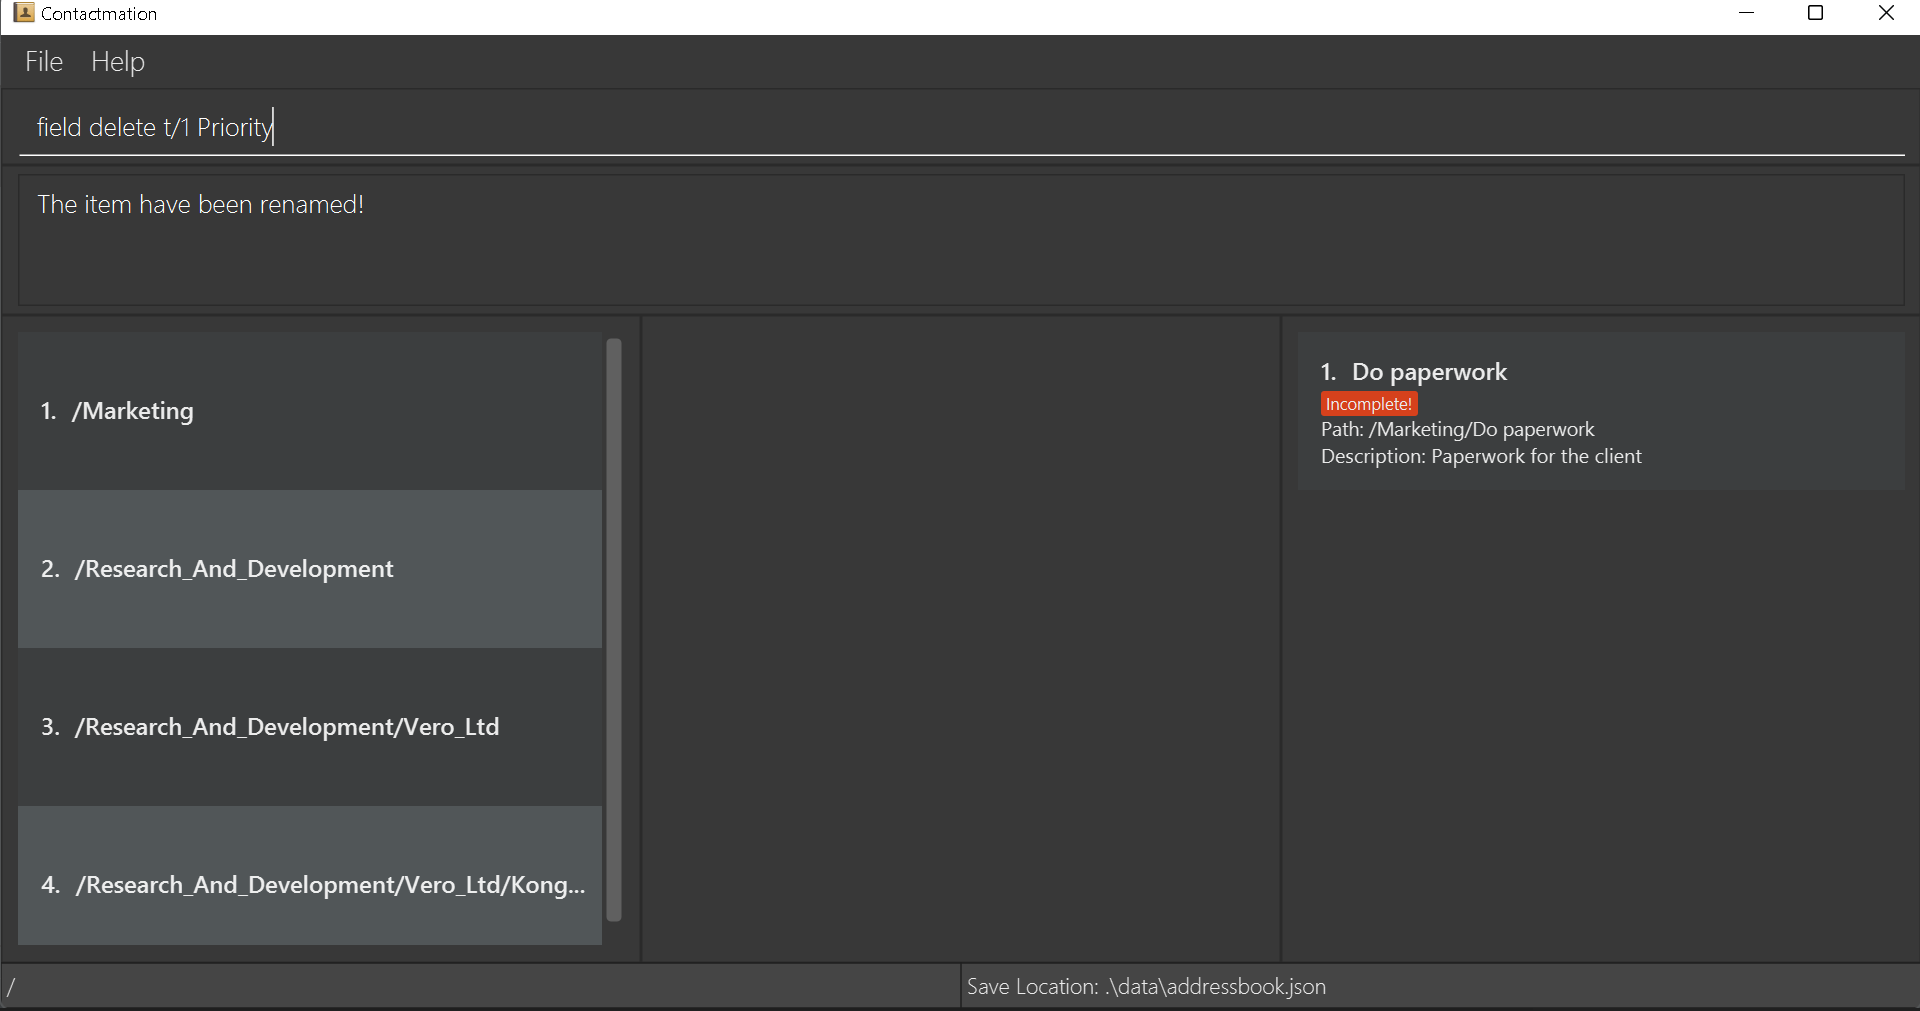 Contactmation
File Help
field delete t/1 Priority
The item have been renamed!
1. /Marketing
2. /Research_And_Development
3. /Research_And_Development/Vero_Ltd
4. /Research_And_Development/Vero_Ltd/Kong...
1. Do paperwork
Incomplete!
Path: /Marketing/Do paperwork
Description: Paperwork for the client
/
Save Location: .\data\addressbook.json